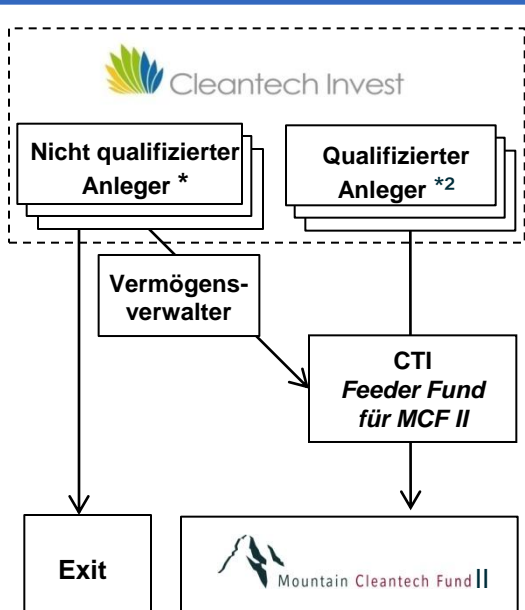 Cleantech Invest
Nicht qualifizierter
Anleger *
Qualifizierter
Anleger *2
Vermögens-
verwalter
CTI
Feeder Fund
für MCF II
Exit
Mountain Cleantech Fund II